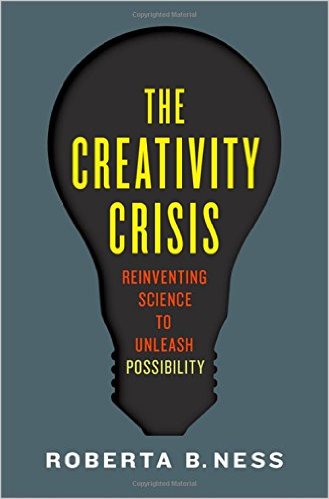 THE
CREATIVITY
CRISIS
REINVENTING
SCIENCE
TO
UNLEASH
POSSIBILITY
ROBERTA B. NESS